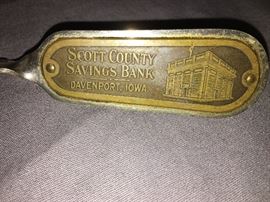 SCOTT COUNTY
SAVINGS BANK
DAVENPORT, IOWA